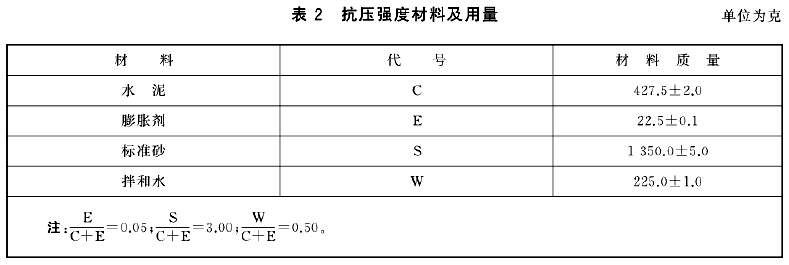 表 2 抗压强度材料及用量 单位为克
材 料 代 号 材 料 质 量
水 泥 C 427.5±2.0
膨胀剂 E 22.5±0.1
标准砂 S 1 350.0±5.0
拌和水 W 225.0±1.0
注:E/C+E=0.05;S/C+E=3.00;W/C+E=0.50。